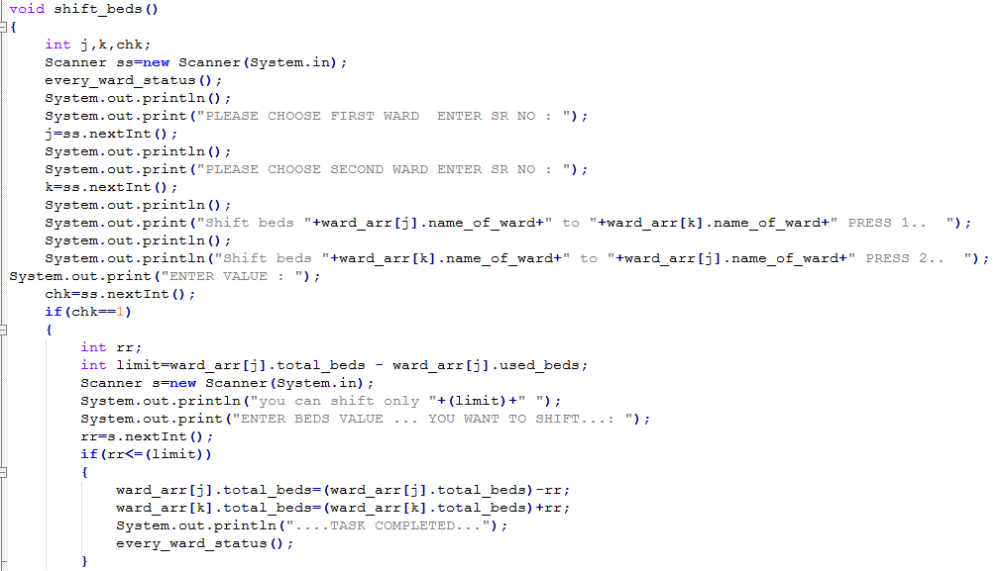 void shift_beds()
{
    int j,k,chk;
    Scanner ss=new Scanner(System.in);
    every_ward_status();
    System.out.println();
    System.out.print("PLEASE CHOOSE FIRST WARD  ENTER SR NO : ");
    j=ss.nextInt();
    System.out.println();
    System.out.print("PLEASE CHOOSE SECOND WARD ENTER SR NO : ");
    k=ss.nextInt();
    System.out.println();
    System.out.print("Shift beds "+ward_arr[j].name_of_ward+" to "+ward_arr[k].name_of_ward+" PRESS 1..  ");
    System.out.println();
    System.out.println("Shift beds "+ward_arr[k].name_of_ward+" to "+ward_arr[j].name_of_ward+" PRESS 2..  ");
System.out.print("ENTER VALUE : ");
    chk=ss.nextInt();
    if(chk==1)
    {
        int rr;
        int limit=ward_arr[j].total_beds - ward_arr[j].used_beds;
        Scanner s=new Scanner(System.in);
        System.out.println("you can shift only "+(limit)+" ");
        System.out.print("ENTER BEDS VALUE ... YOU WANT TO SHIFT...: ");
        rr=s.nextInt();
        if(rr<=(limit))
        {
            ward_arr[j].total_beds=(ward_arr[j].total_beds)-rr;
            ward_arr[k].total_beds=(ward_arr[k].total_beds)+rr;
            System.out.println("....TASK COMPLETED...");
            every_ward_status();
        }